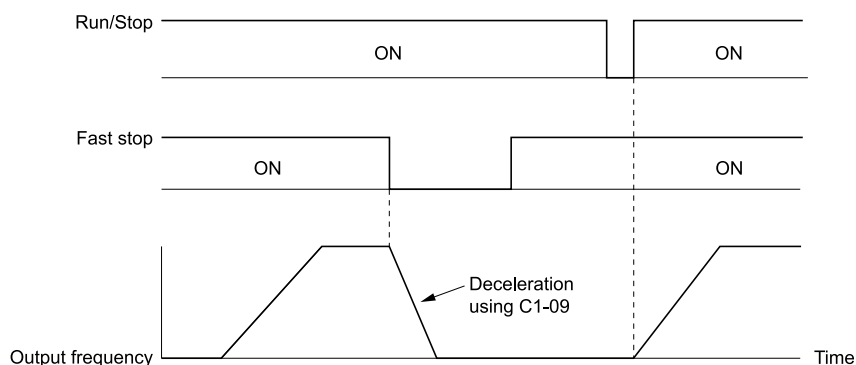 Run/Stop
ON
ON
Fast stop
ON
ON
Deceleration
using C1-09
Output frequency
Time